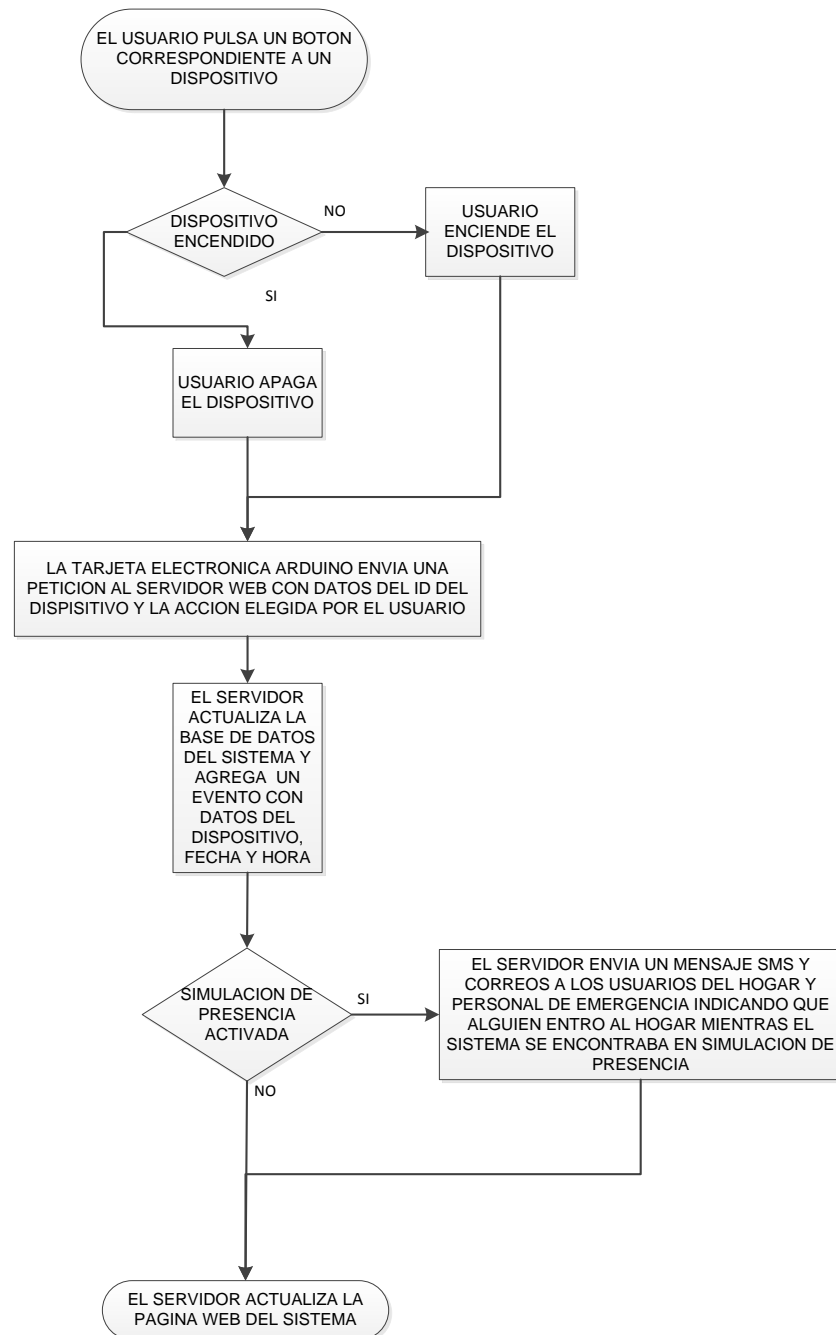 EL USUARIO PULSA UN BOTON
CORRESPONDIENTE A UN
DISPOSITIVO
DISPOSITIVO
ENCENDIDO
NO
USUARIO
ENCIENDE EL
DISPOSITIVO
SI
USUARIO APAGA
EL DISPOSITIVO
LA TARJETA ELECTRONICA ARDUINO ENVIA UNA
PETICION AL SERVIDOR WEB CON DATOS DEL ID DEL
DISPISITIVO Y LA ACCION ELEGIDA POR EL USUARIO
EL SERVIDOR
ACTUALIZA LA
BASE DE DATOS
DEL SISTEMA Y
AGREGA UN
EVENTO CON
DATOS DEL
DISPOSITIVO,
FECHA Y HORA
SIMULACION DE
PRESENCIA
ACTIVADA
SI
EL SERVIDOR ENVIA UN MENSAJE SMS Y
CORREOS A LOS USUARIOS DEL HOGAR Y
PERSONAL DE EMERGENCIA INDICANDO QUE
ALGUIEN ENTRO AL HOGAR MIENTRAS EL
SISTEMA SE ENCONTRABA EN SIMULACION DE
PRESENCIA
NO
EL SERVIDOR ACTUALIZA LA
PAGINA WEB DEL SISTEMA